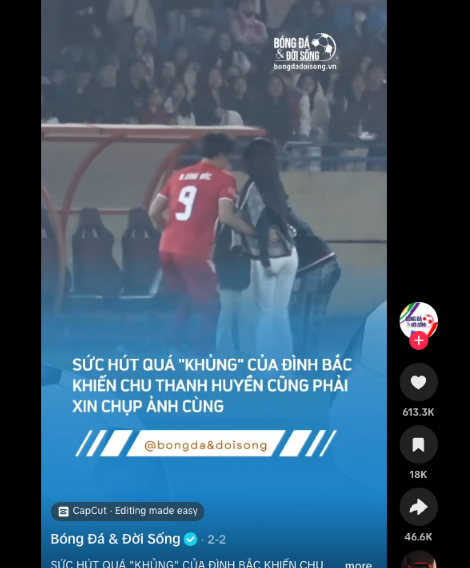 BÓNG ĐÁ
& ĐỜI SỐNG
bongdadoisong.vn
9
SỨC HÚT QUÁ "KHỦNG" CỦA ĐÌNH BẮC
KHIẾN CHU THANH HUYỀN CŨNG PHẢI
XIN CHỤP ẢNH CÙNG
@bongda&doisong
613.3K
18K
46.6K
CapCut · Editing made easy
Bóng Đá & Đời Sống · 2-2
SỨC HÚT QUÁ "KHỦNG" CỦA ĐÌNH BẮC KHIẾN CHU more